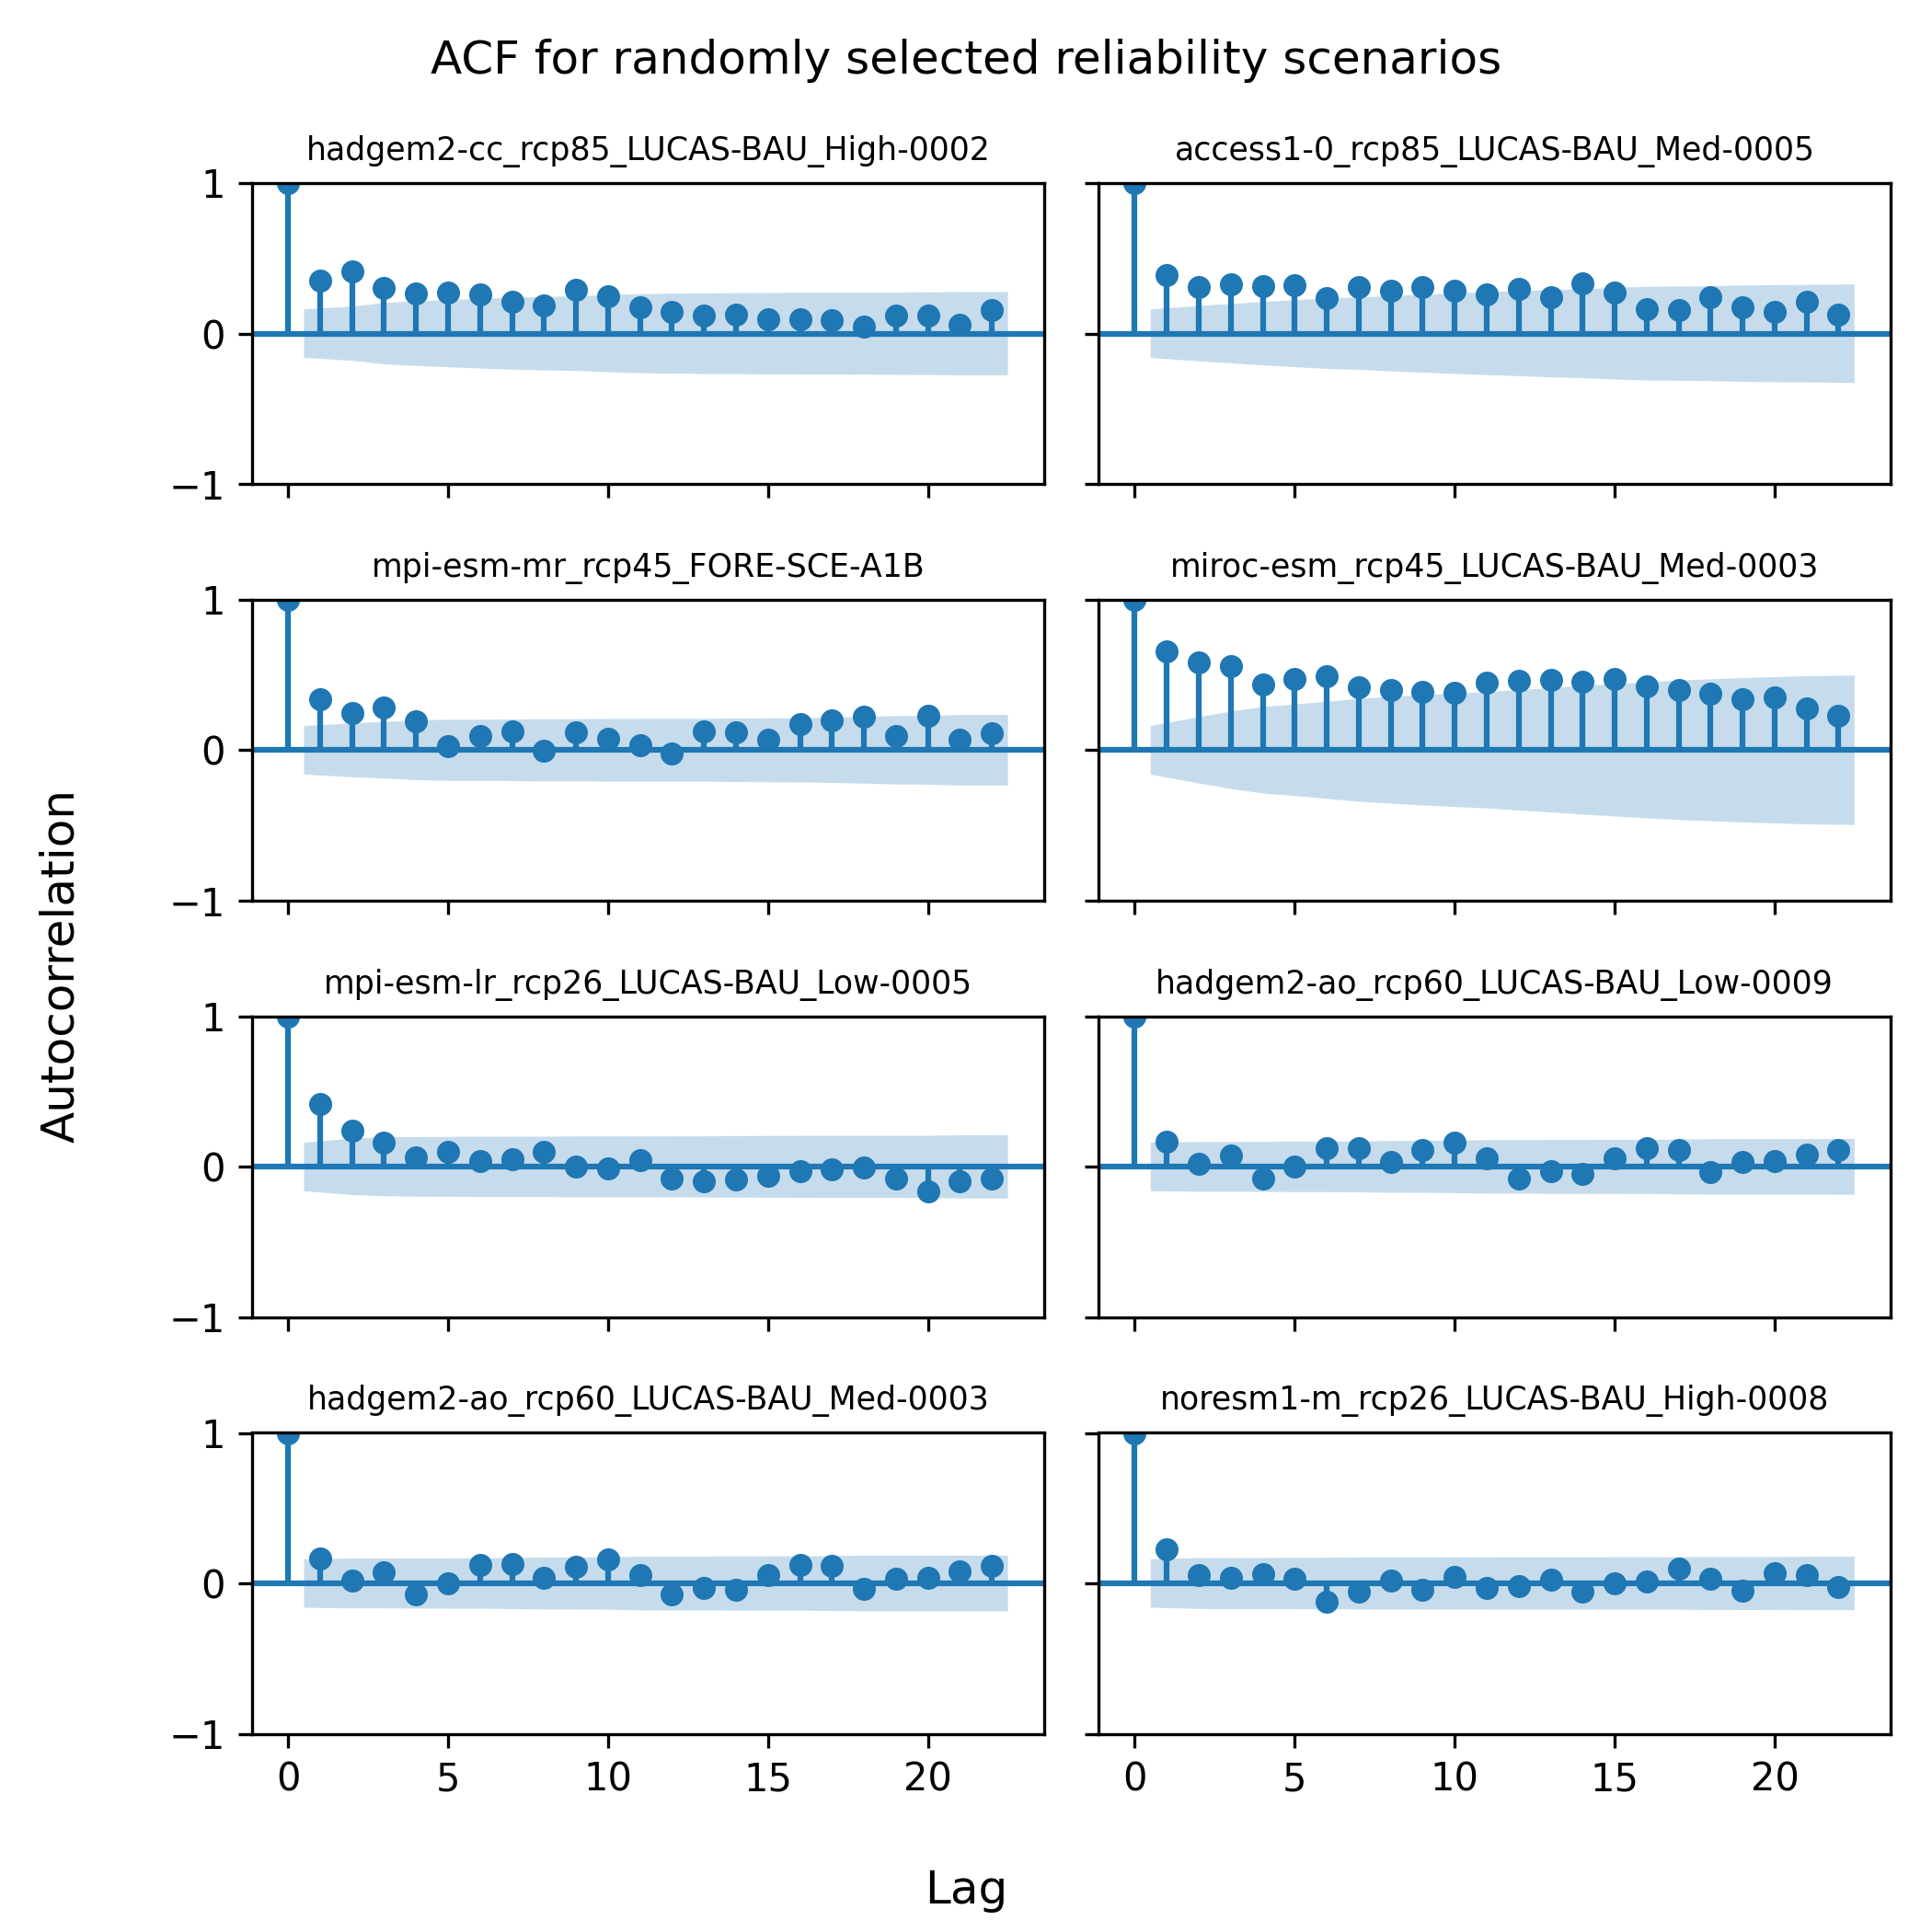 ACF for randomly selected reliability scenarios
hadgem2-cc_rcp85_LUCAS-BAU_High-0002
access1-0_rcp85_LUCAS-BAU_Med-0005
1
0
−1
mpi-esm-mr_rcp45_FORE-SCE-A1B
miroc-esm_rcp45_LUCAS-BAU_Med-0003
1
0
−1
mpi-esm-lr_rcp26_LUCAS-BAU_Low-0005
hadgem2-ao_rcp60_LUCAS-BAU_Low-0009
1
0
−1
hadgem2-ao_rcp60_LUCAS-BAU_Med-0003
noresm1-m_rcp26_LUCAS-BAU_High-0008
1
0
−1
0 5 10 15 20
0 5 10 15 20
Autocorrelation
Lag